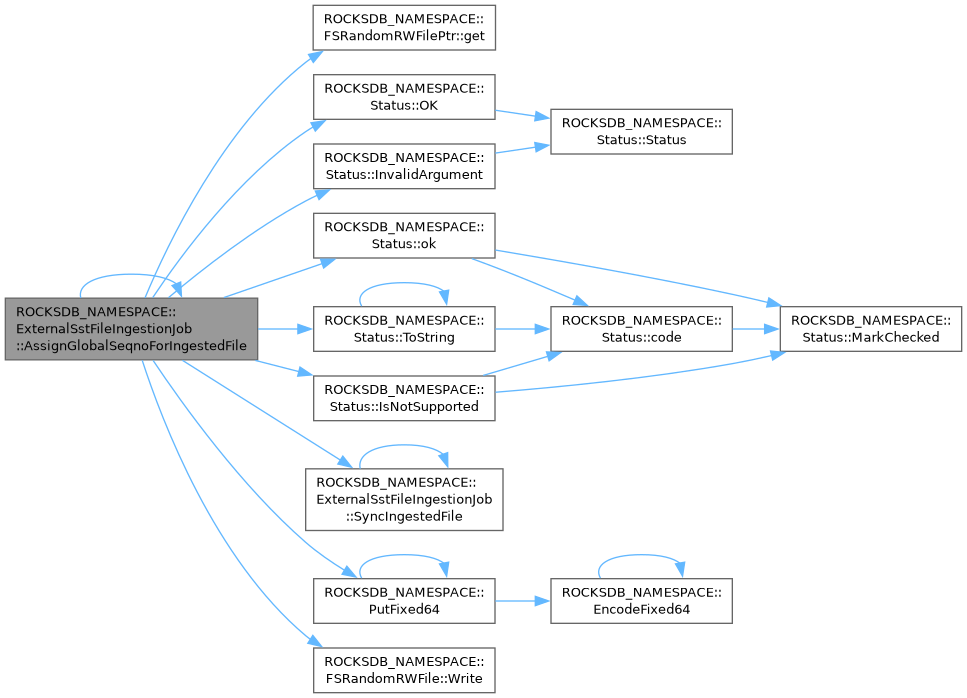 ROCKSDB_NAMESPACE::
FSRandomRWFilePtr::get
ROCKSDB_NAMESPACE::
Status::OK
ROCKSDB_NAMESPACE::
Status::Status
ROCKSDB_NAMESPACE::
Status::InvalidArgument
ROCKSDB_NAMESPACE::
Status::ok
ROCKSDB_NAMESPACE::
ExternalSstFileIngestionJob
::AssignGlobalSeqnoForIngestedFile
ROCKSDB_NAMESPACE::
Status::ToString
ROCKSDB_NAMESPACE::
Status::code
ROCKSDB_NAMESPACE::
Status::MarkChecked
ROCKSDB_NAMESPACE::
Status::IsNotSupported
ROCKSDB_NAMESPACE::
ExternalSstFileIngestionJob
::SyncIngestedFile
ROCKSDB_NAMESPACE::
PutFixed64
ROCKSDB_NAMESPACE::
EncodeFixed64
ROCKSDB_NAMESPACE::
FSRandomRWFile::Write